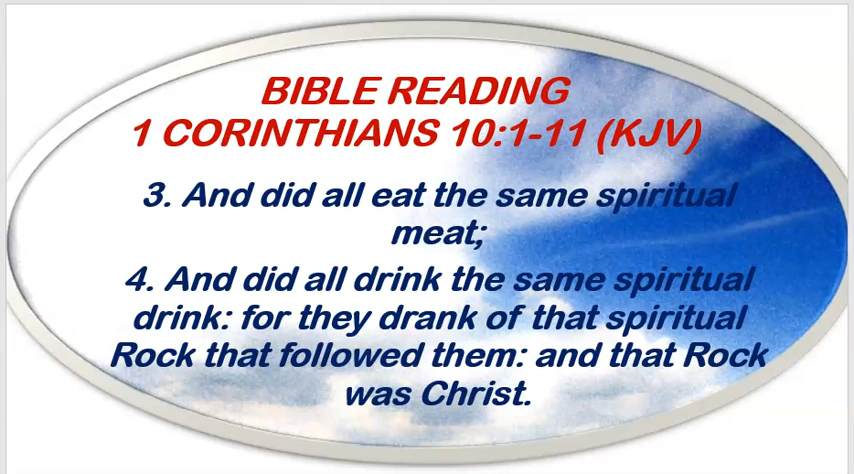 BIBLE READING
1 CORINTHIANS 10:1-11 (KJV)
3. And did all eat the same spiritual
meat;
4. And did all drink the same spiritual
drink: for they drank of that spiritual
Rock that followed them: and that Rock
was Christ.